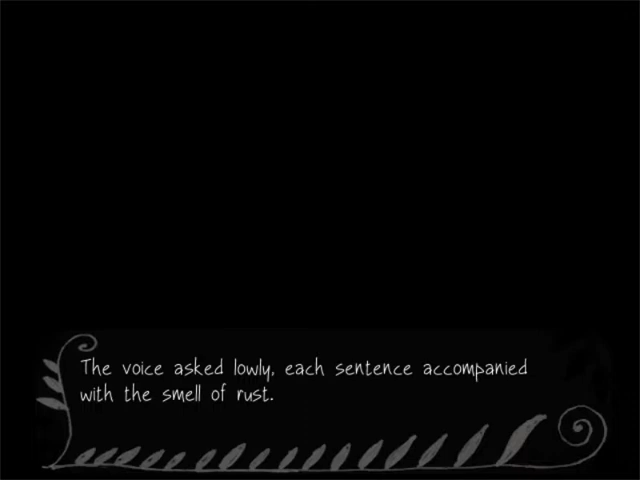 The voice asked lowly, each sentence accompanied
with the smell of rust.